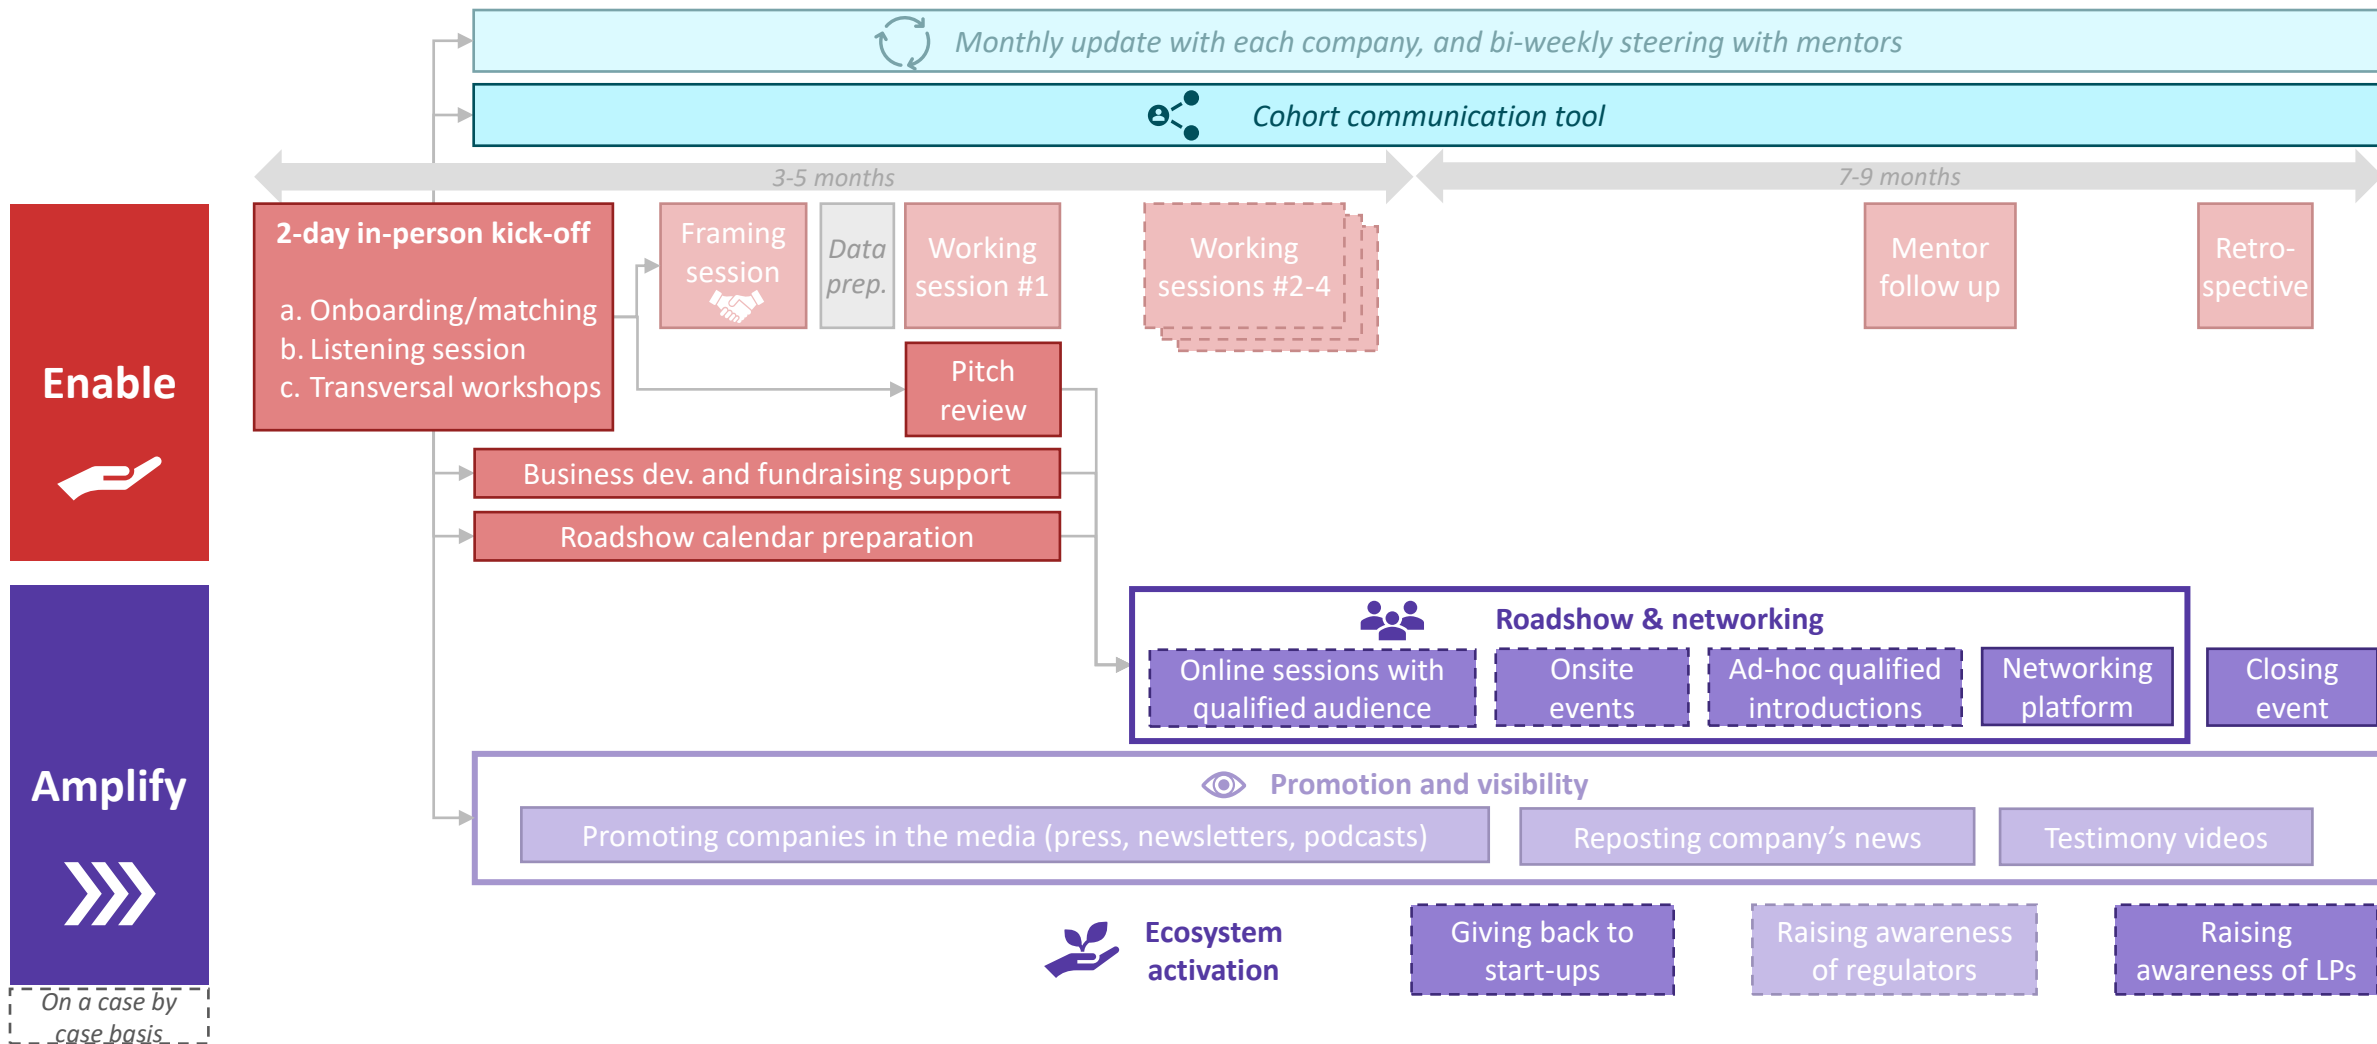 Monthly update with each company, and bi-weekly steering with mentors
Cohort communication tool
3-5 months
7-9 months
Enable
2-day in-person kick-off
a. Onboarding/matching
b. Listening session
c. Transversal workshops
Framing
session
Data
prep.
Working
session #1
Working
sessions #2-4
Mentor
follow up
Retro-
spective
Pitch
review
Business dev. and fundraising support
Roadshow calendar preparation
Amplify
Roadshow & networking
Online sessions with
qualified audience
Onsite
events
Ad-hoc qualified
introductions
Networking
platform
Closing
event
Promotion and visibility
Promoting companies in the media (press, newsletters, podcasts)
Reposting company’s news
Testimony videos
Ecosystem
activation
Giving back to
start-ups
Raising awareness
of regulators
Raising
awareness of LPs
On a case by
case basis